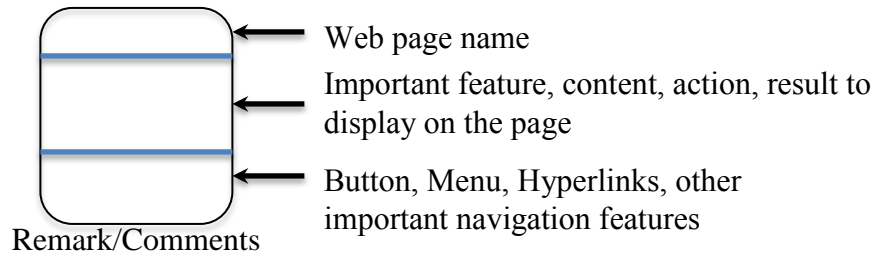 Web page name
Important feature, content, action, result to
display on the page
Button, Menu, Hyperlinks, other
important navigation features
Remark/Comments